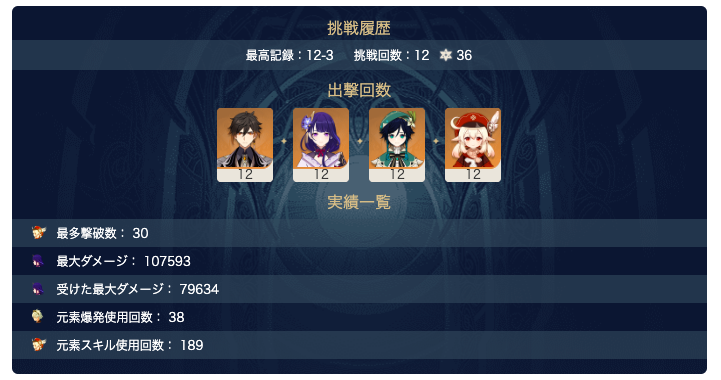 挑戦履歴
最高記録：12-3 挑戦回数：12 36
出撃回数
12 12 12 12
実績一覧
最多撃破数： 30
最大ダメージ： 107593
受けた最大ダメージ： 79634
元素爆発使用回数： 38
元素スキル使用回数： 189